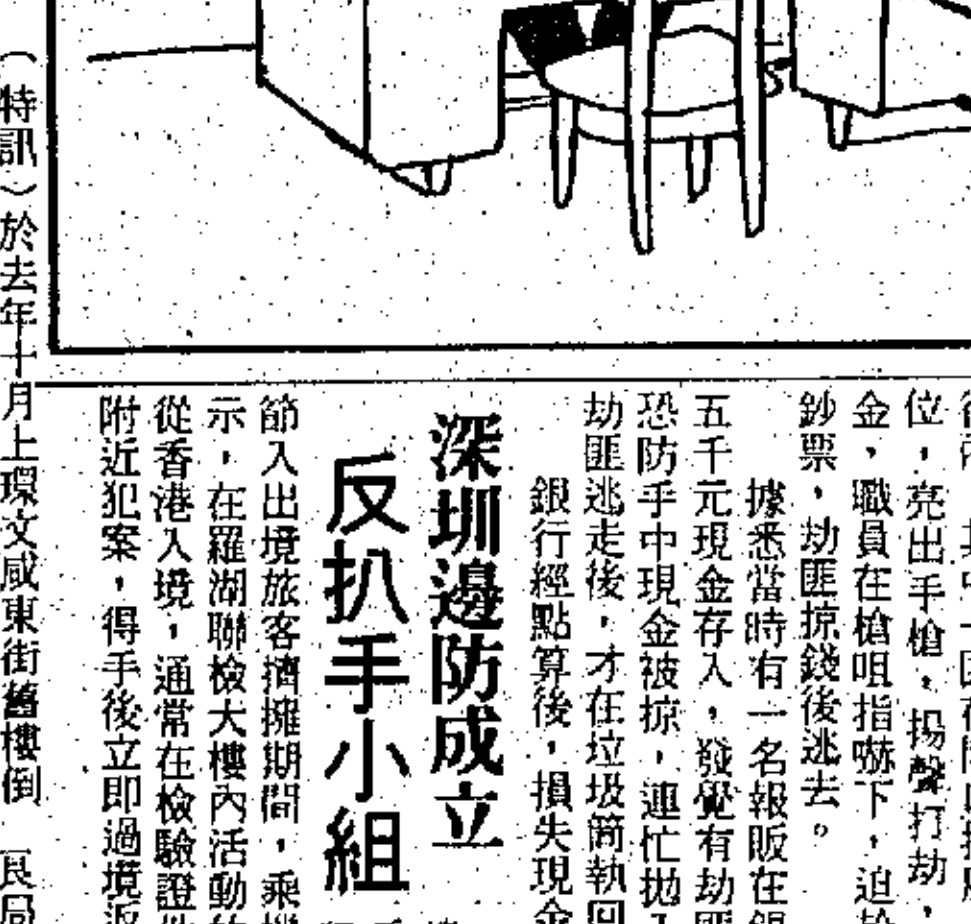 位，亮出手槍，揚聲打劫，
金，職員在槍咀指嚇下，迫於
鈔票，劫匪掠錢後逃去。
據悉當時有一名報販在銀
五千元現金存入，發覺有劫匪
恐防手中現金被掠，連忙拋入
劫匪逃走後，才在垃圾筒執回
銀行經點算後，損失現金
深圳邊防成立
反扒手小組
節入出境旅客擠擁期間，乘機
示，在羅湖聯檢大樓內活動的
從香港入境，通常在檢驗證件
附近犯案，得手後立即過境返
（特訊）於去年十月上環文咸東街舊樓倒